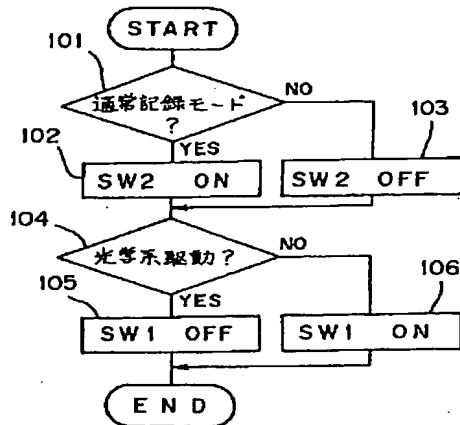 START
101
通常記録モード
?
NO
YES
102
103
SW2 ON
SW2 OFF
104
光学系駆動?
NO
YES
105
106
SW1 OFF
SW1 ON
END